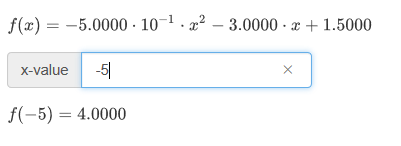 f(x) = −5.0000 · 10⁻¹ · x² − 3.0000 · x + 1.5000
x-value -5 ×
f(−5) = 4.0000